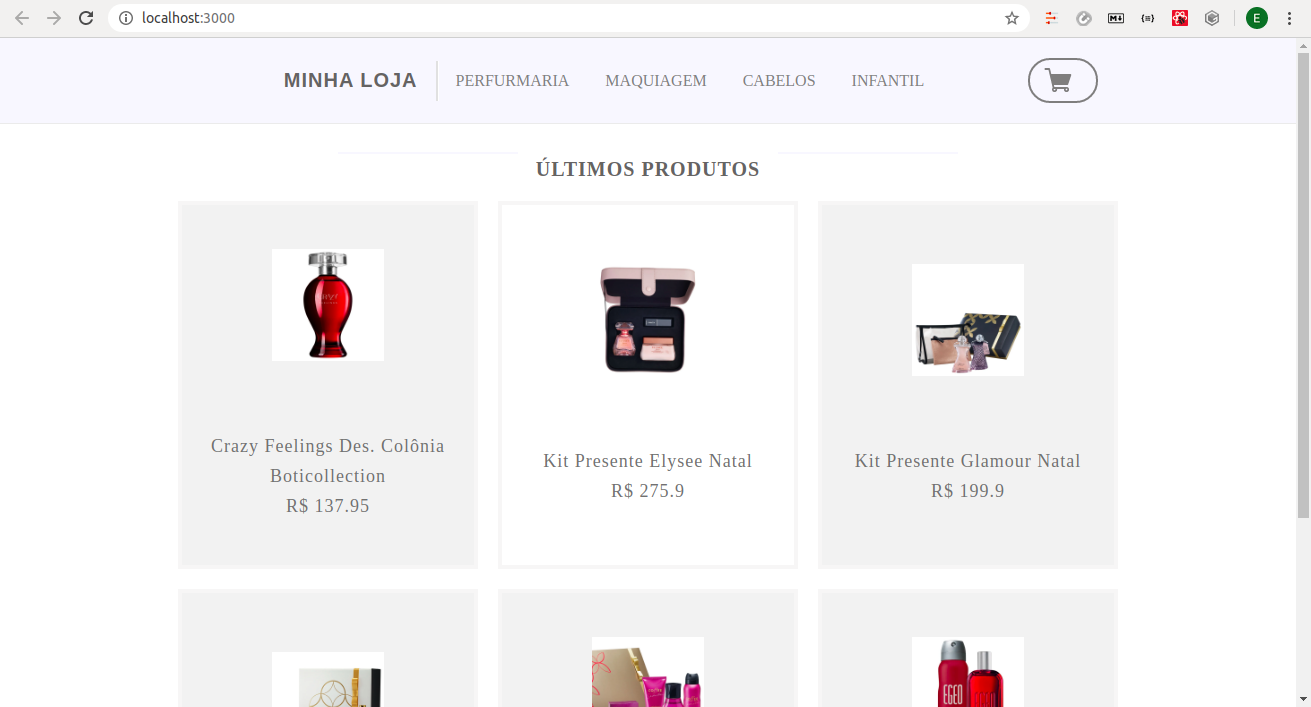 localhost:3000
E
MINHA LOJA
PERFURMARIA
MAQUIAGEM
CABELOS
INFANTIL
ÚLTIMOS PRODUTOS
Crazy Feelings Des. Colônia
Boticollection
R$ 137.95
Kit Presente Elysee Natal
R$ 275.9
Kit Presente Glamour Natal
R$ 199.9
EGEO